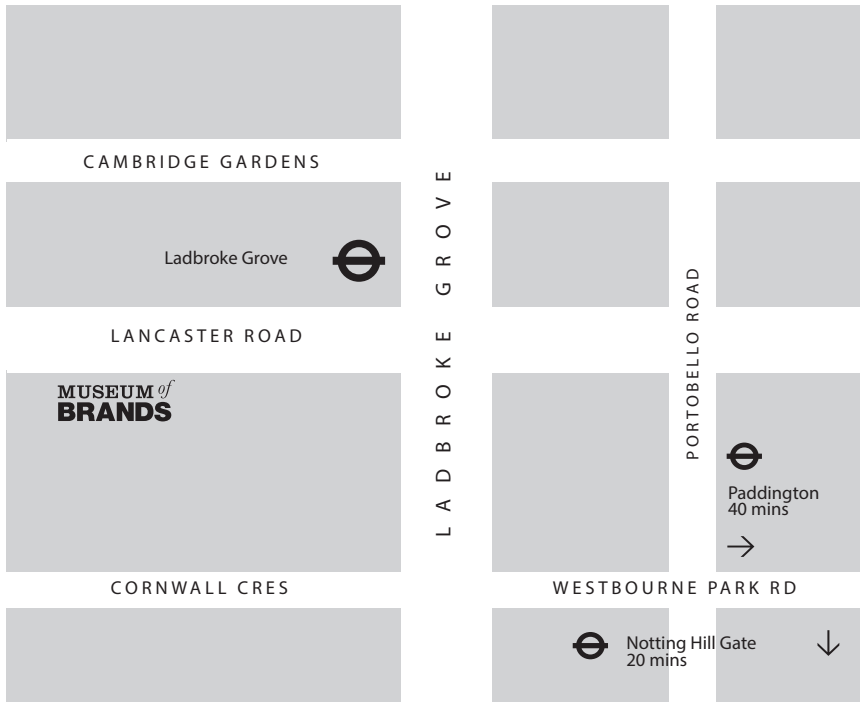 CAMBRIDGE GARDENS
LADBROKE GROVE
Ladbroke Grove
LANCASTER ROAD
PORTOBELLO ROAD
MUSEUM of
BRANDS
Paddington
40 mins
CORNWALL CRES
WESTBOURNE PARK RD
Notting Hill Gate
20 mins